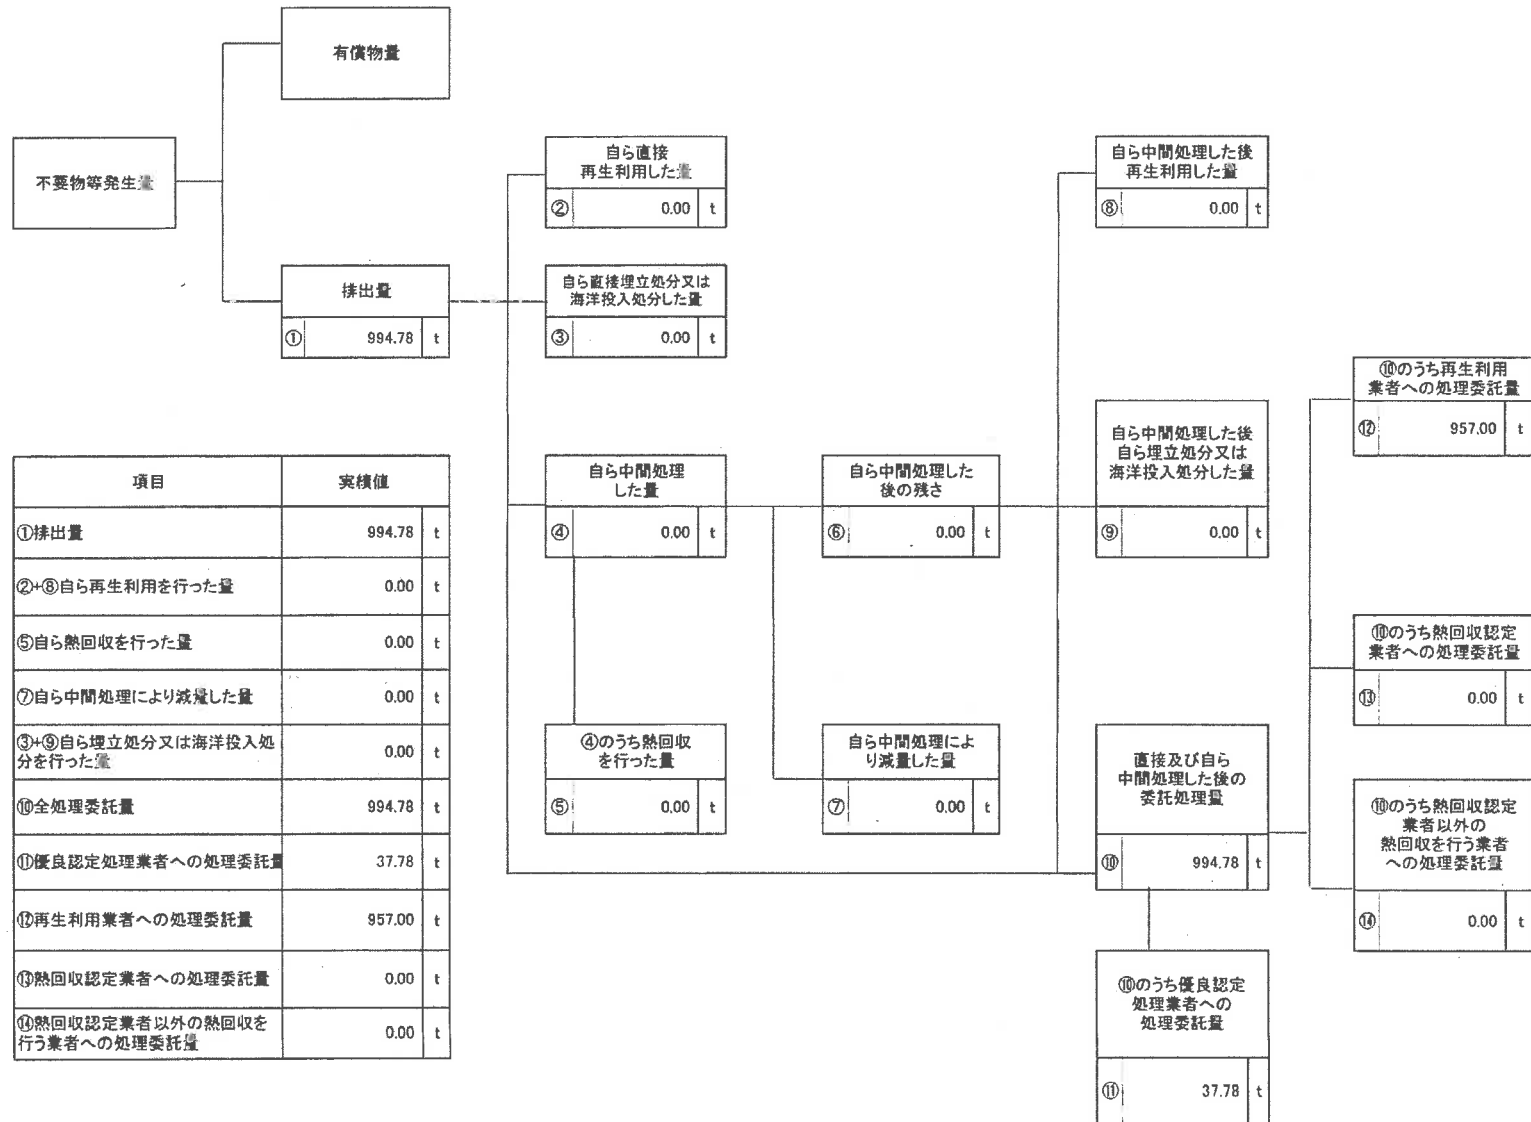 有償物量
不要物等発生量
排出量
① 994.78 t
自ら直接
再生利用した量
② 0.00 t
自ら直接埋立処分又は
海洋投入処分した量
③ 0.00 t
自ら中間処理
した量
④ 0.00 t
④のうち熱回収
を行った量
⑤ 0.00 t
自ら中間処理した
後の残さ
⑥ 0.00 t
自ら中間処理によ
り減量した量
⑦ 0.00 t
自ら中間処理した後
再生利用した量
⑧ 0.00 t
自ら中間処理した後
自ら埋立処分又は
海洋投入処分した量
⑨ 0.00 t
直接及び自ら
中間処理した後の
委託処理量
⑩ 994.78 t
⑩のうち優良認定
処理業者への
処理委託量
⑪ 37.78 t
⑩のうち再生利用
業者への処理委託量
⑫ 957.00 t
⑩のうち熱回収認定
業者への処理委託量
⑬ 0.00 t
⑩のうち熱回収認定
業者以外の
熱回収を行う業者
への処理委託量
⑭ 0.00 t
項目 実績値
①排出量 994.78 t
②+⑧自ら再生利用を行った量 0.00 t
⑤自ら熱回収を行った量 0.00 t
⑦自ら中間処理により減量した量 0.00 t
③+⑨自ら埋立処分又は海洋投入処
分を行った量 0.00 t
⑩全処理委託量 994.78 t
⑪優良認定処理業者への処理委託量 37.78 t
⑫再生利用業者への処理委託量 957.00 t
⑬熱回収認定業者への処理委託量 0.00 t
⑭熱回収認定業者以外の熱回収を
行う業者への処理委託量 0.00 t